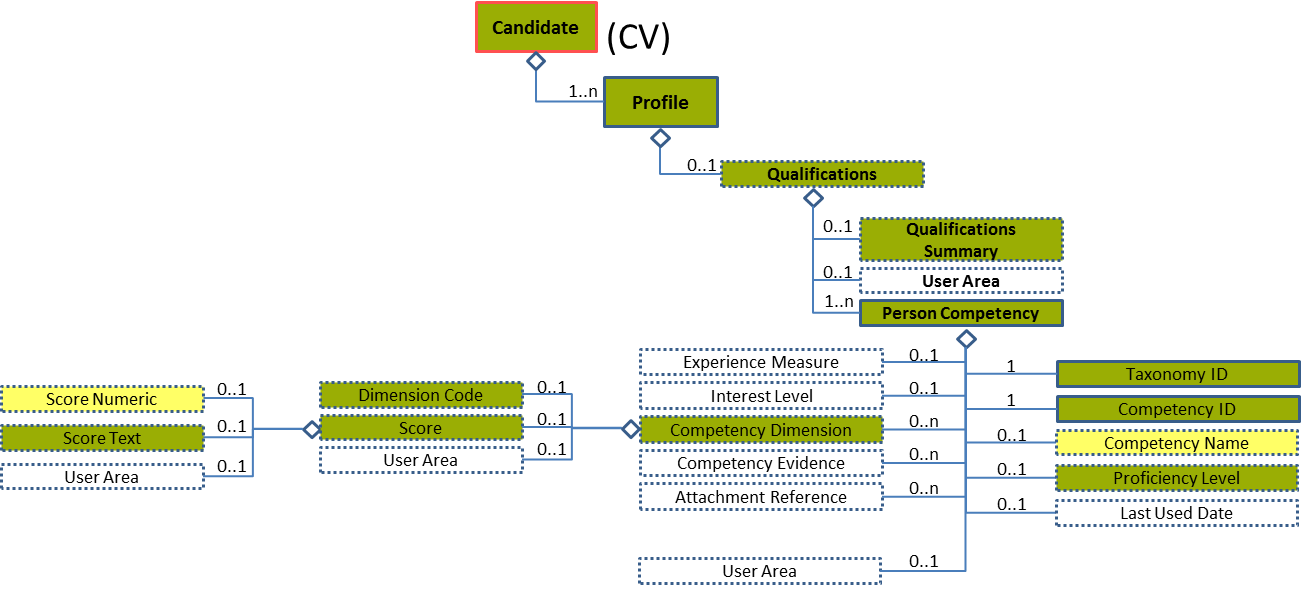 Candidate
(CV)
1..n
Profile
0..1
Qualifications
0..1
Qualifications
Summary
0..1
User Area
1..n
Person Competency
Experience Measure
0..1
Interest Level
0..1
Competency Dimension
0..n
Competency Evidence
0..n
Attachment Reference
0..n
User Area
0..1
1
Taxonomy ID
1
Competency ID
0..1
Competency Name
0..1
Proficiency Level
0..1
Last Used Date
Dimension Code
0..1
Score
0..1
User Area
0..1
Score Numeric
0..1
Score Text
0..1
User Area
0..1